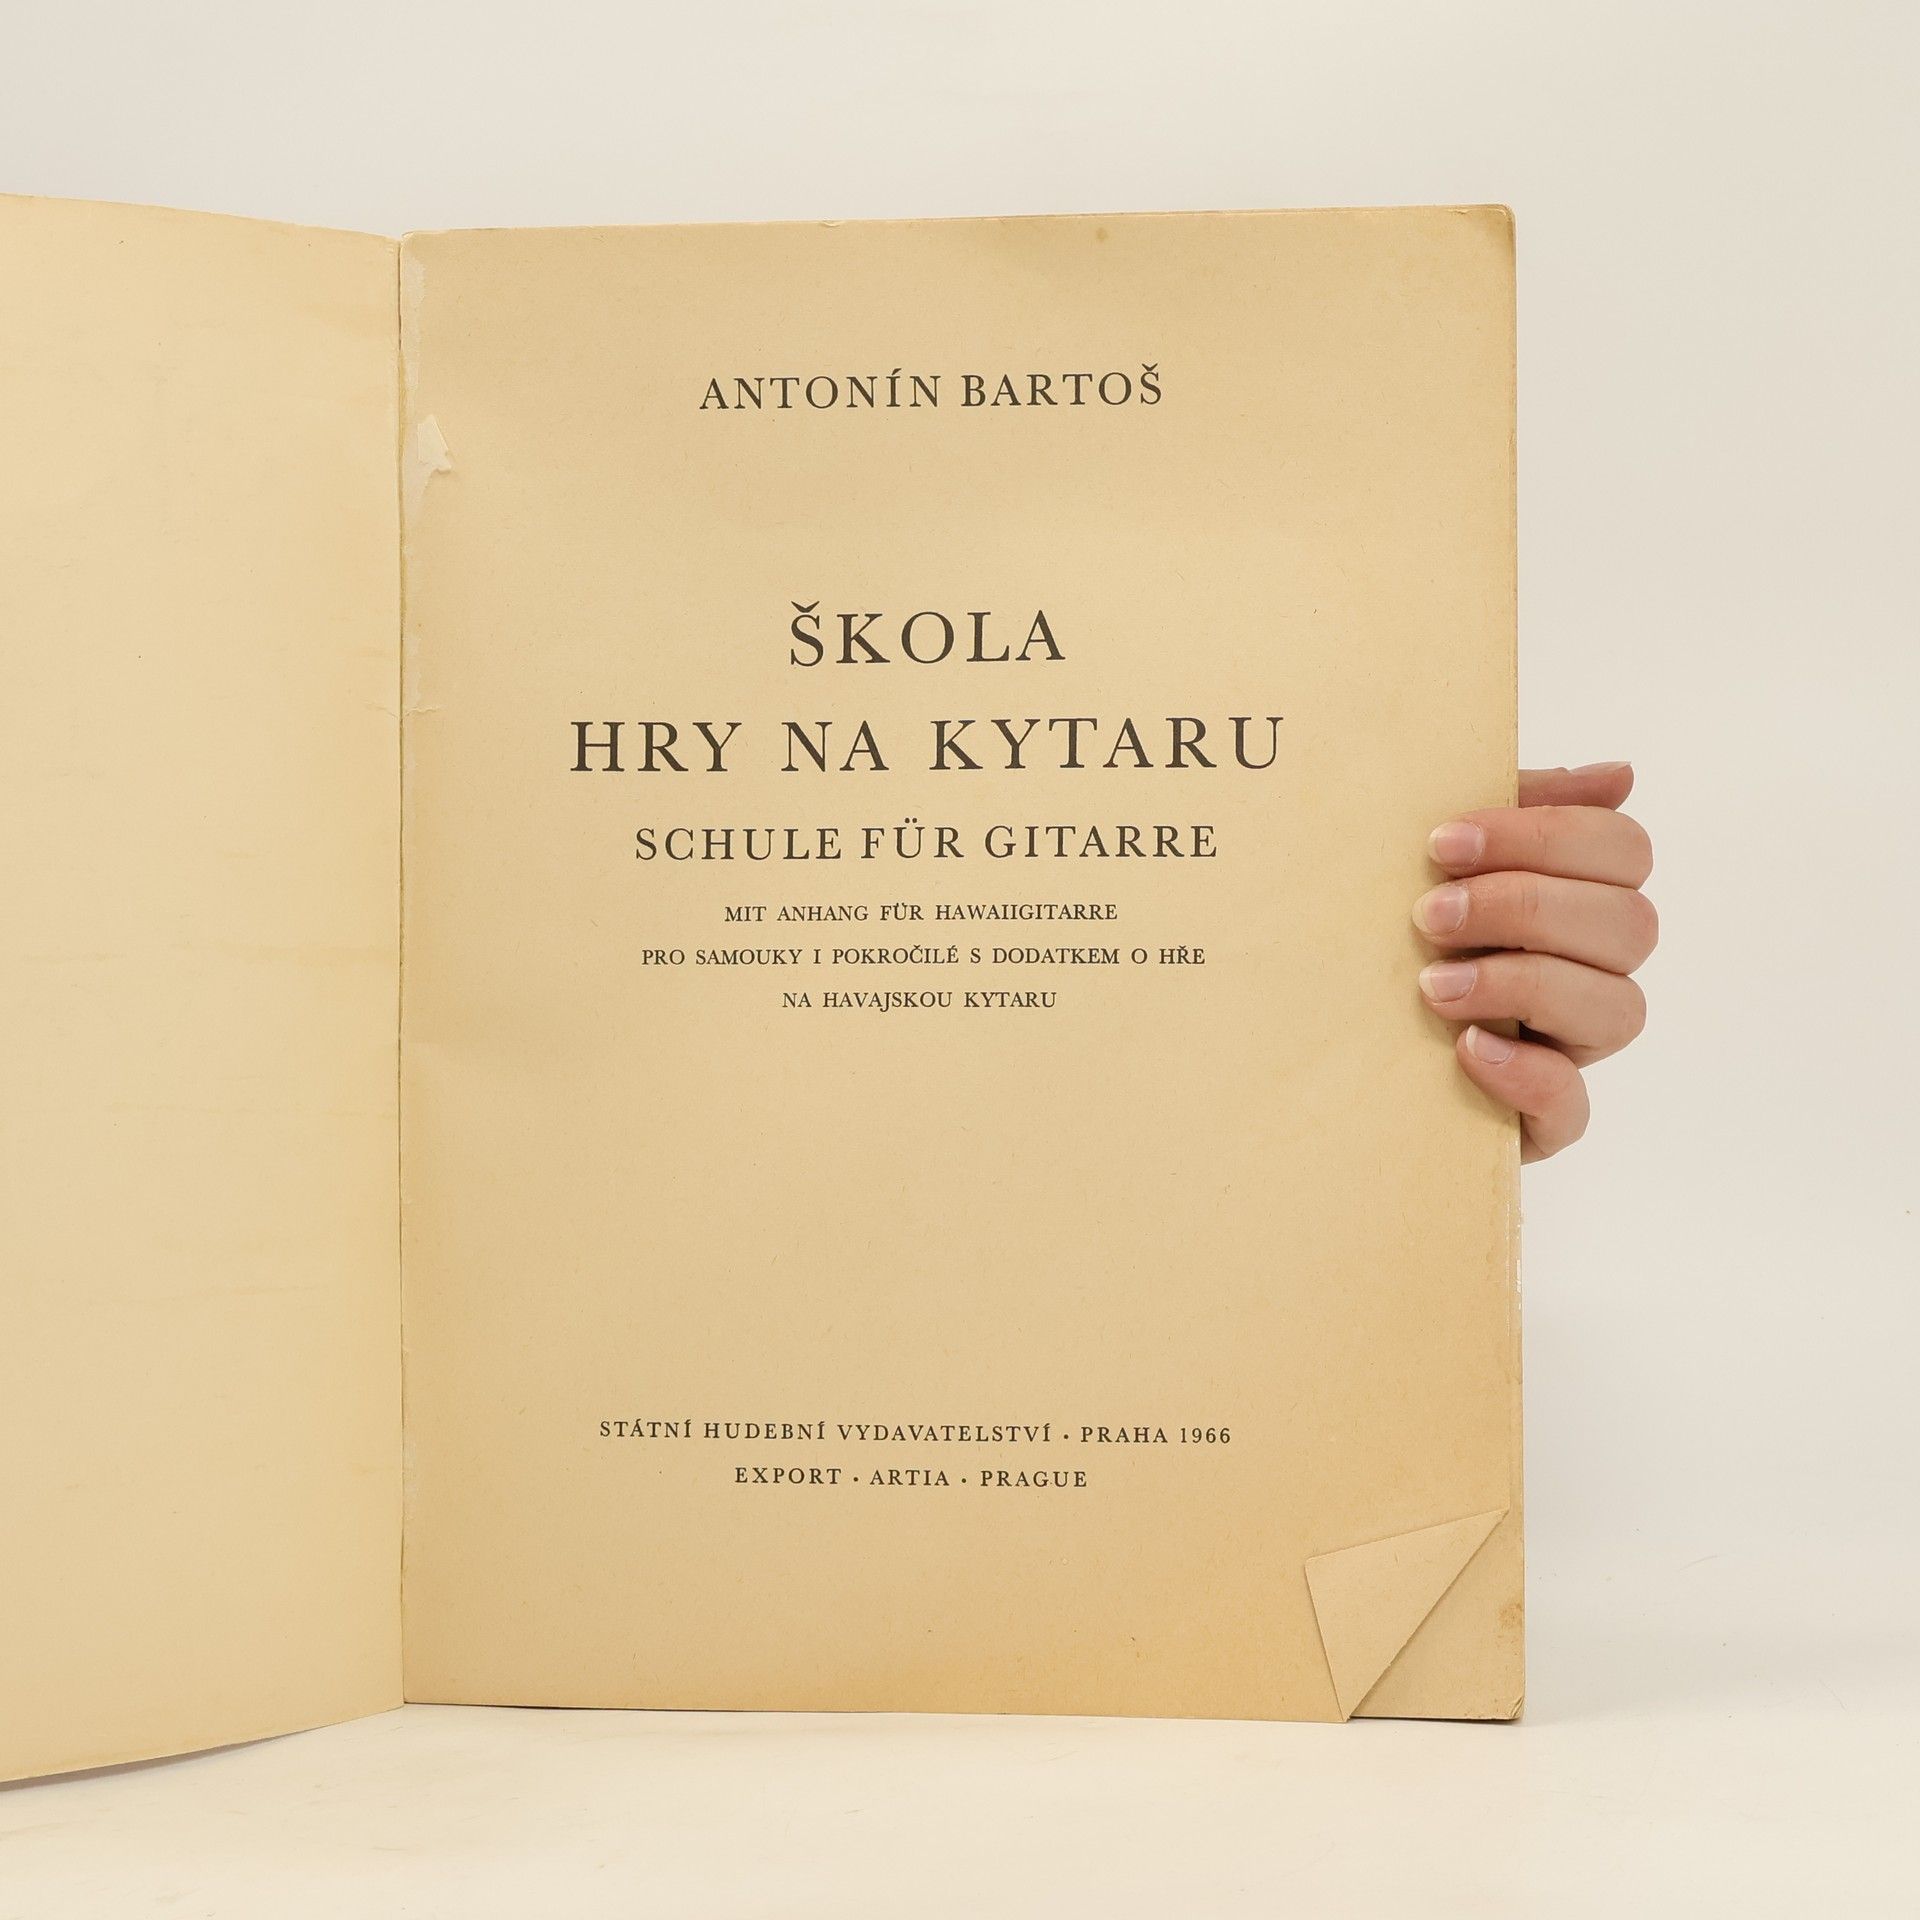 ANTONÍN BARTOŠ
ŠKOLA
HRY NA KYTARU
SCHULE FÜR GITARRE
MIT ANHANG FÜR HAWAIIGITARRE
PRO SAMOUKY I POKROČILÉ S DODATKEM O HŘE
NA HAVAJSKOU KYTARU
STÁTNÍ HUDEBNÍ VYDAVATELSTVÍ • PRAHA 1966
EXPORT • ARTIA • PRAGUE